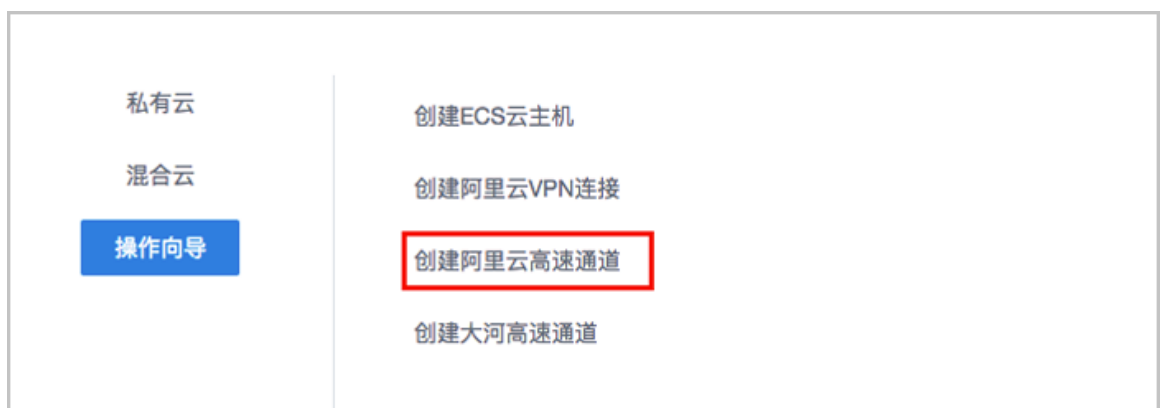 私有云
混合云
操作向导
创建ECS云主机
创建阿里云VPN连接
创建阿里云高速通道
创建大河高速通道